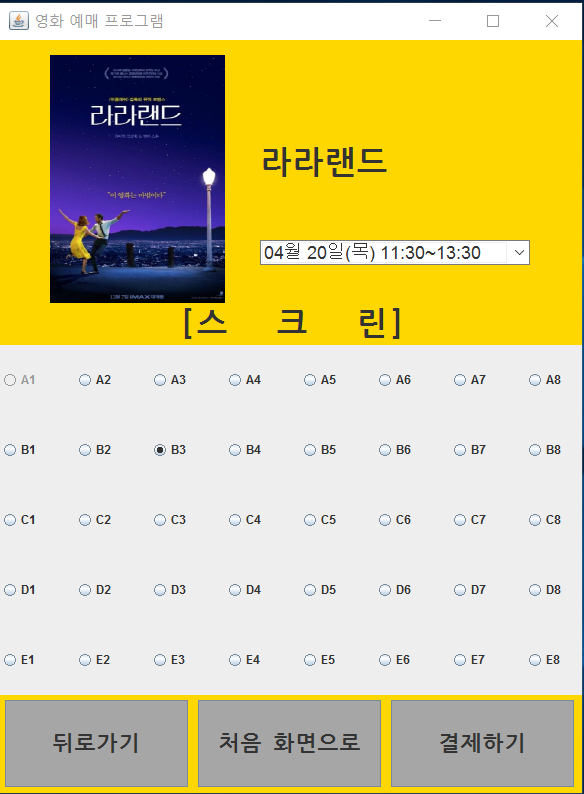 영화 예매 프로그램
라라랜드
"이 영화는 마법이다"
라라랜드
04월 20일(목) 11:30~13:30
[스 크 린]
A1 A2 A3 A4 A5 A6 A7 A8
B1 B2 B3 B4 B5 B6 B7 B8
C1 C2 C3 C4 C5 C6 C7 C8
D1 D2 D3 D4 D5 D6 D7 D8
E1 E2 E3 E4 E5 E6 E7 E8
뒤로가기 처음 화면으로 결제하기